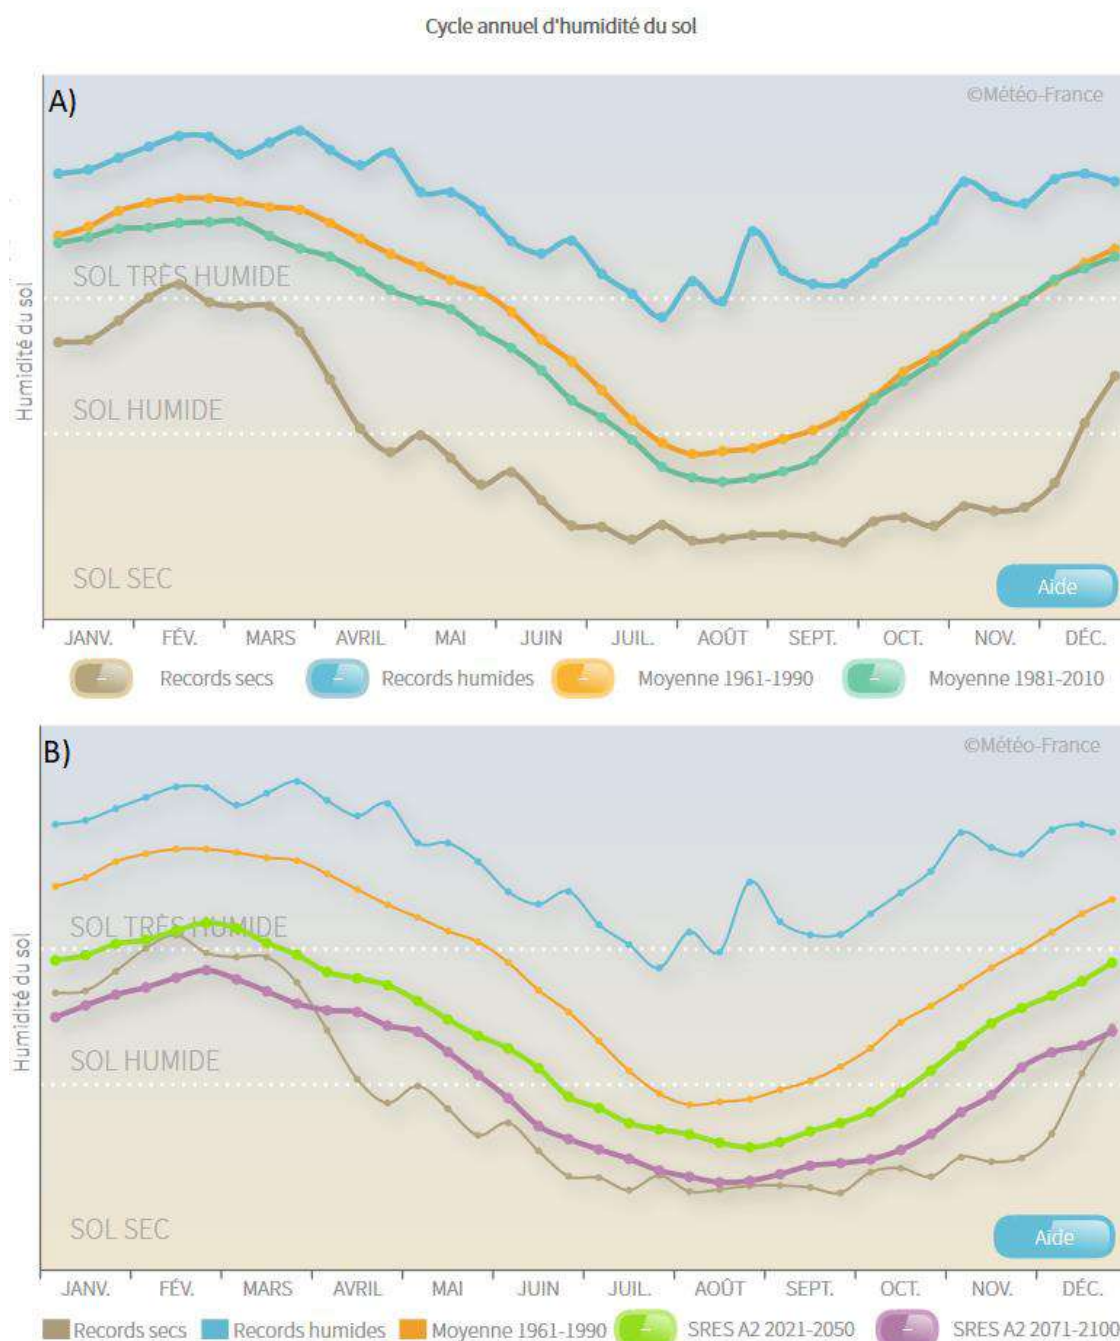 Cycle annuel d'humidité du sol
A)
©Météo-France
Humidité du sol
SOL TRÈS HUMIDE
SOL HUMIDE
SOL SEC
Aide
JANV. FÉV. MARS AVRIL MAI JUIN JUIL. AOÛT SEPT. OCT. NOV. DÉC.
Records secs Records humides Moyenne 1961-1990 Moyenne 1981-2010
B)
©Météo-France
Humidité du sol
SOL TRÈS HUMIDE
SOL HUMIDE
SOL SEC
Aide
JANV. FÉV. MARS AVRIL MAI JUIN JUIL. AOÛT SEPT. OCT. NOV. DÉC.
Records secs Records humides Moyenne 1961-1990 SRES A2 2021-2050 SRES A2 2071-2100